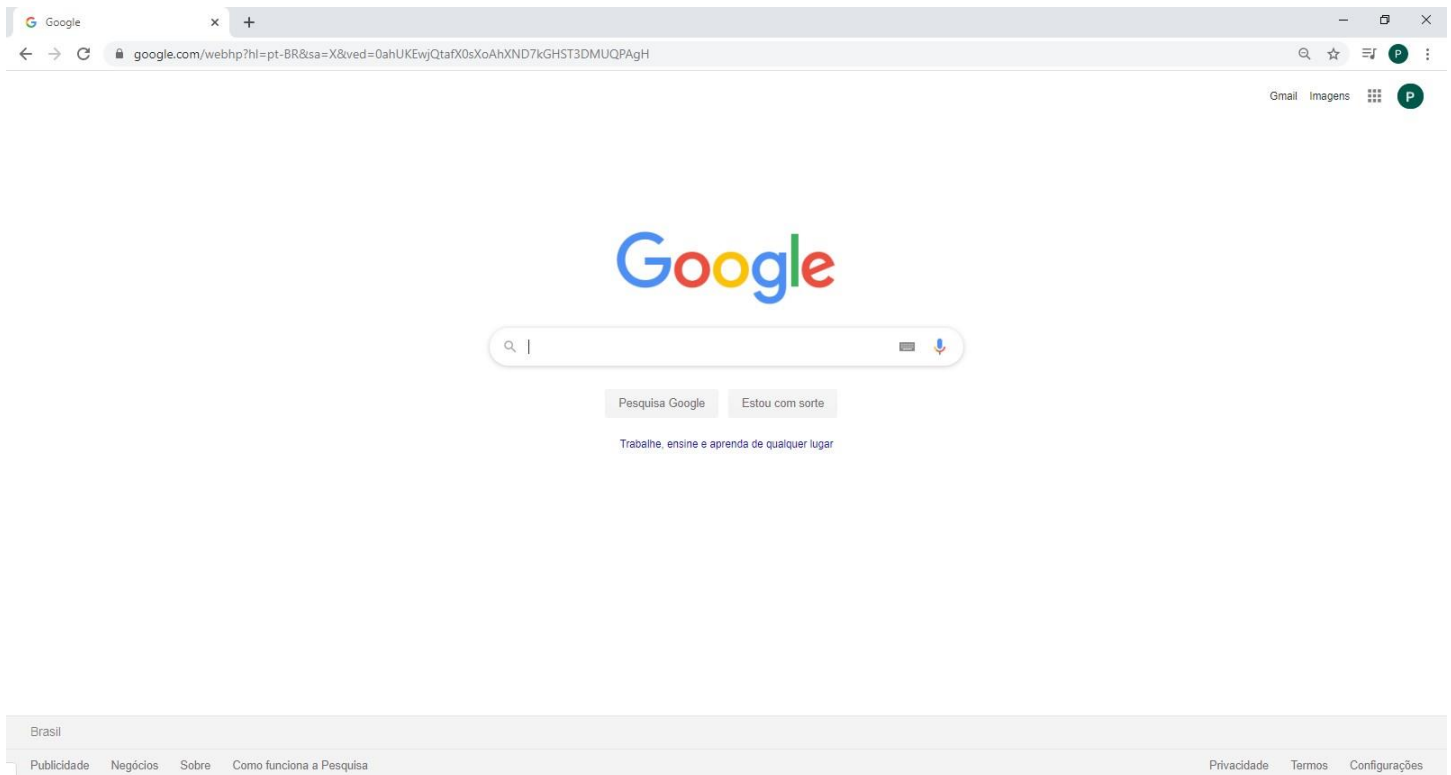 Google
google.com/webhp?hl=pt-BR&sa=X&ved=0ahUKEwjQtafX0sXoAhXND7kGHST3DMUQPAgH
P
Gmail Imagens P
Google
Pesquisa Google Estou com sorte
Trabalhe, ensine e aprenda de qualquer lugar
Brasil
Publicidade Negócios Sobre Como funciona a Pesquisa Privacidade Termos Configurações